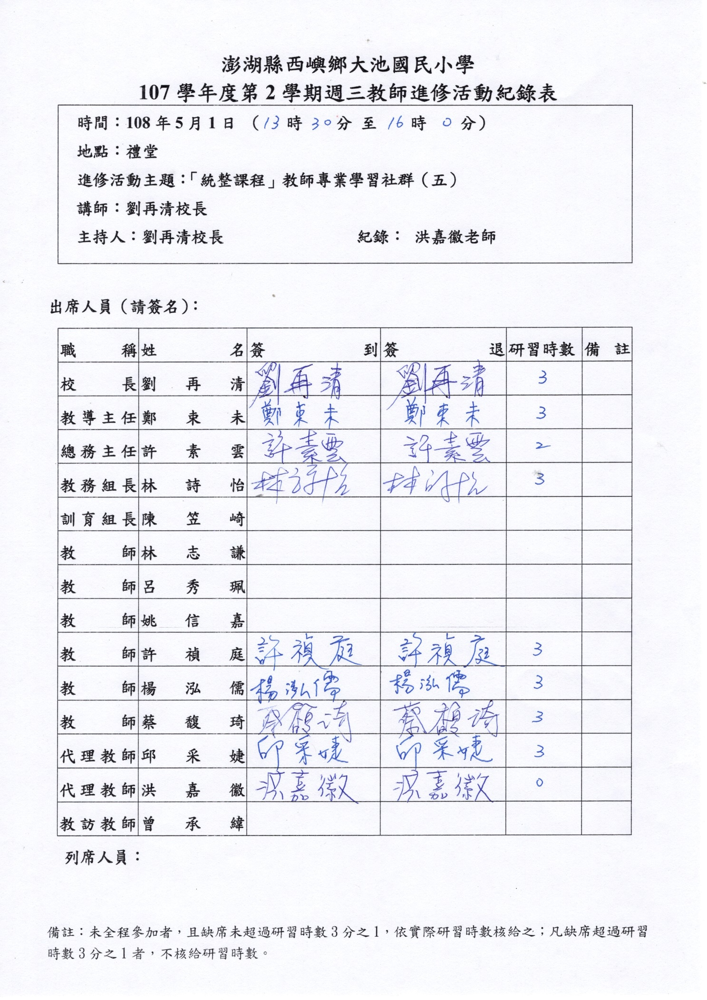 澎湖縣西嶼鄉大池國民小學
107 學年度第 2 學期週三教師進修活動紀錄表
時間：108 年 5 月 1 日 （13 時 30 分 至 16 時 0 分）
地點：禮堂
進修活動主題：「統整課程」教師專業學習社群（五）
講師：劉再清校長
主持人：劉再清校長 紀錄： 洪嘉徽老師
出席人員（請簽名）：
職稱 姓名 簽到 簽退 研習時數 備註
校長 劉再清 劉再清 劉再清 3
教導主任 鄭束未 鄭束未 鄭束未 3
總務主任 許素雲 許素雲 許素雲 2
教務組長 林詩怡 林詩怡 林詩怡 3
訓育組長 陳笠崎
教師 林志謙
教師 呂秀珮
教師 姚信嘉
教師 許禎庭 許禎庭 許禎庭 3
教師 楊泓儒 楊泓儒 楊泓儒 3
教師 蔡馥琦 蔡馥琦 蔡馥琦 3
代理教師 邱采婕 邱采婕 邱采婕 3
代理教師 洪嘉徽 洪嘉徽 洪嘉徽 0
教訪教師 曾承緯
列席人員：
備註：未全程參加者，且缺席未超過研習時數 3 分之 1，依實際研習時數核給之；凡缺席超過研習
時數 3 分之 1 者，不核給研習時數。